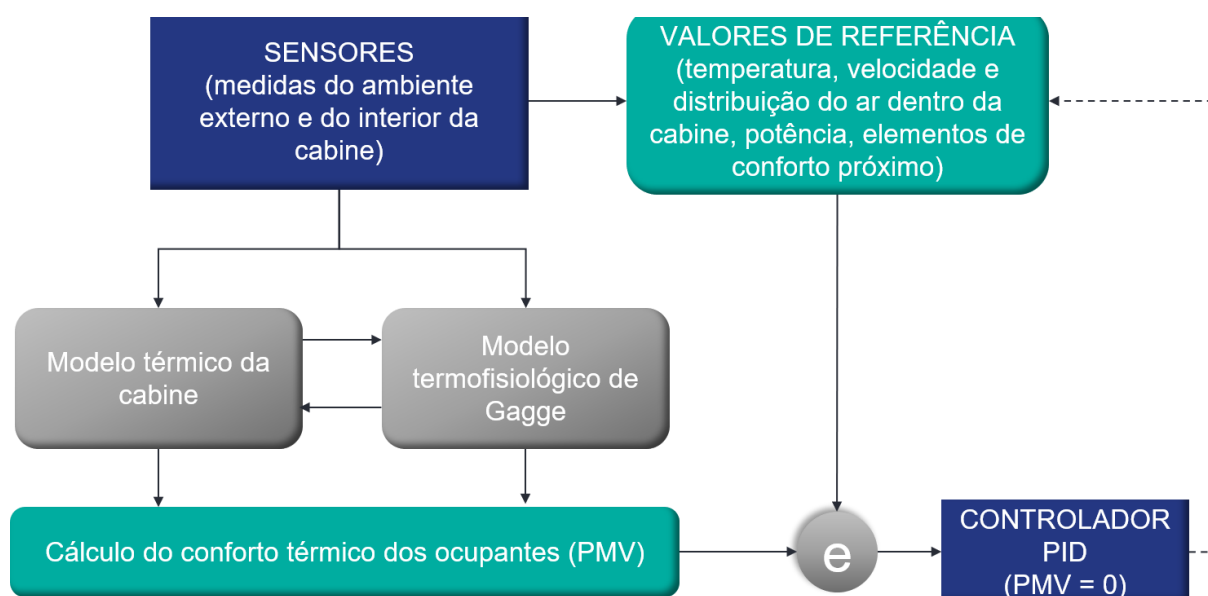 SENSORES
(medidas do ambiente
externo e do interior da
cabine)
VALORES DE REFERÊNCIA
(temperatura, velocidade e
distribuição do ar dentro da
cabine, potência, elementos de
conforto próximo)
Modelo térmico da
cabine
Modelo
termofisiológico de
Gagge
Cálculo do conforto térmico dos ocupantes (PMV)
e
CONTROLADOR
PID
(PMV = 0)